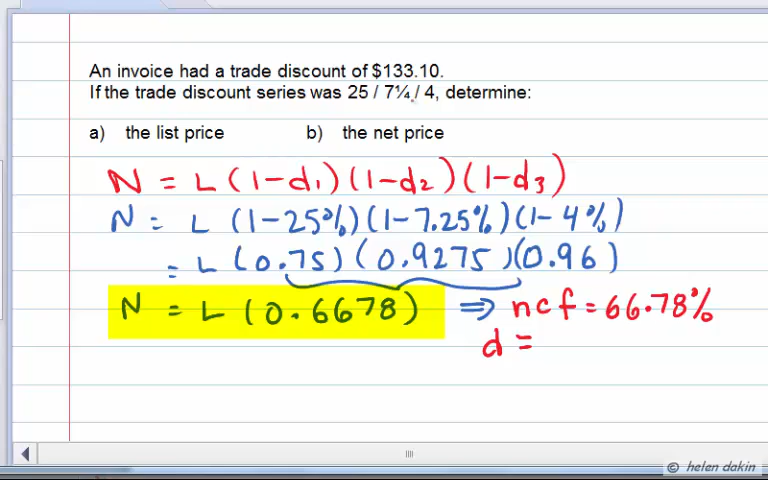 An invoice had a trade discount of $133.10.
If the trade discount series was 25 / 7¼ / 4, determine:
a) the list price b) the net price
N = L (1-d1)(1-d2)(1-d3)
N = L (1-25%)(1-7.25%)(1-4%)
= L (0.75)(0.9275)(0.96)
N = L (0.6678) ⇒ ncf = 66.78%
d =
© helen dakin